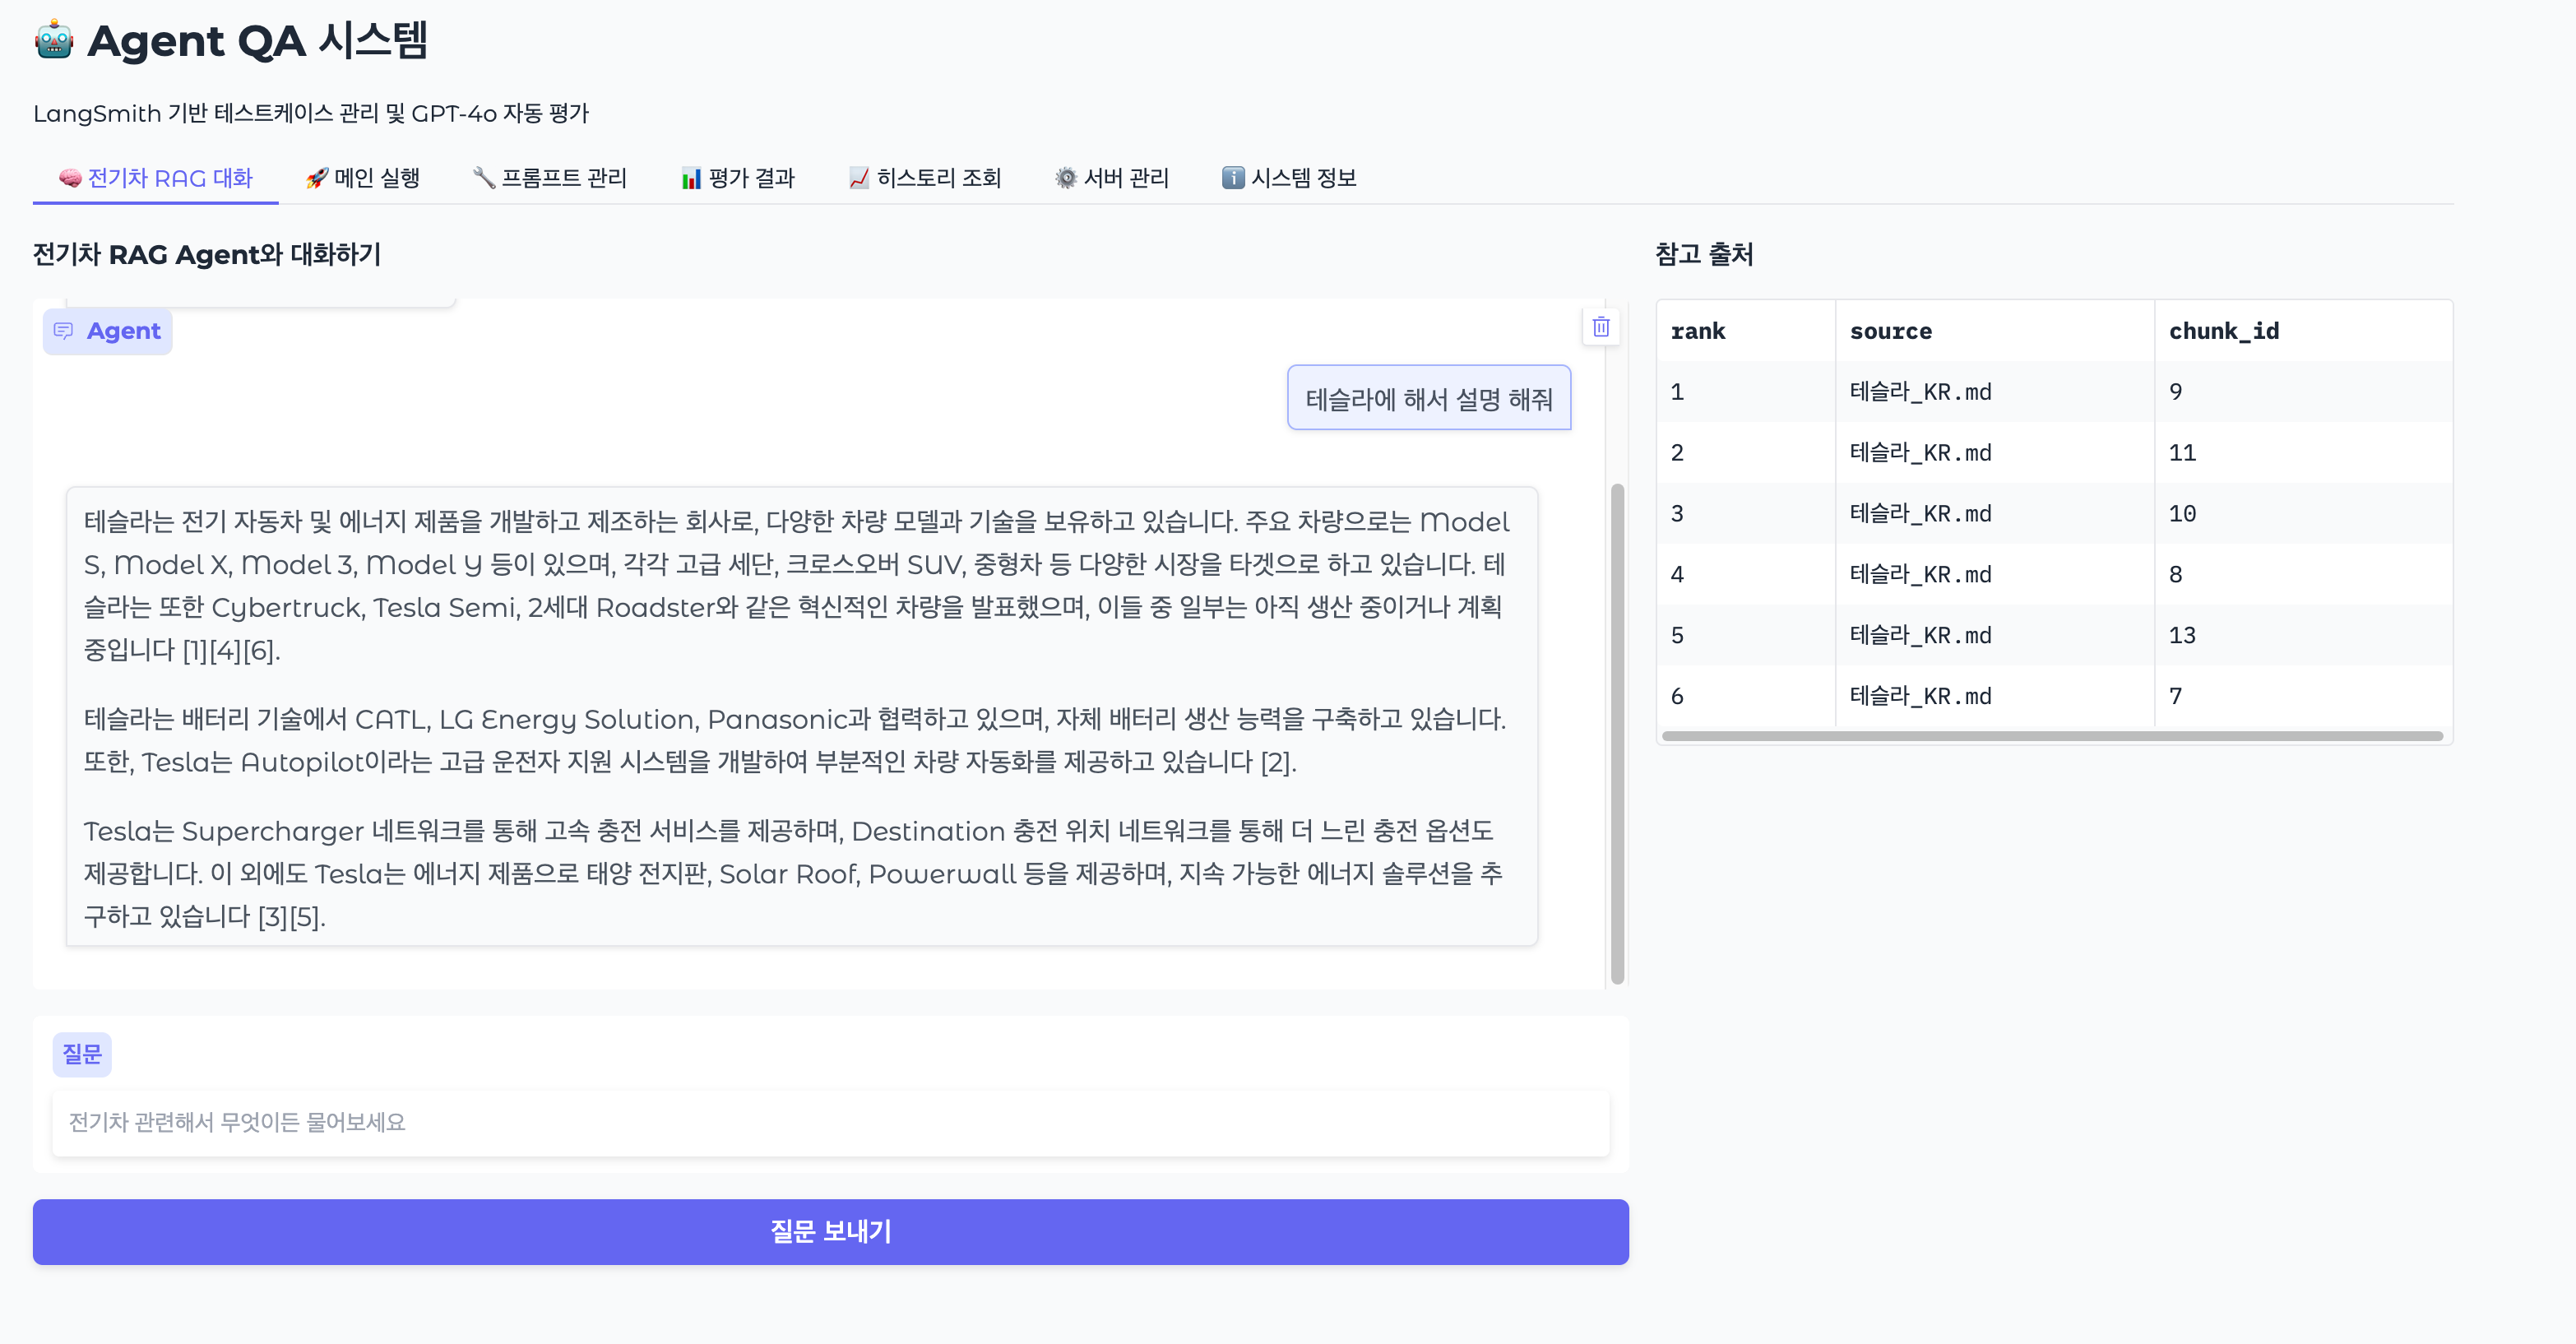 🤖 Agent QA 시스템
LangSmith 기반 테스트케이스 관리 및 GPT-4o 자동 평가
🧠 전기차 RAG 대화
🚀 메인 실행
🔧 프롬프트 관리
📊 평가 결과
📈 히스토리 조회
⚙️ 서버 관리
ℹ️ 시스템 정보
전기차 RAG Agent와 대화하기
Agent
테슬라에 해서 설명 해줘
테슬라는 전기 자동차 및 에너지 제품을 개발하고 제조하는 회사로, 다양한 차량 모델과 기술을 보유하고 있습니다. 주요 차량으로는 Model
S, Model X, Model 3, Model Y 등이 있으며, 각각 고급 세단, 크로스오버 SUV, 중형차 등 다양한 시장을 타겟으로 하고 있습니다. 테
슬라는 또한 Cybertruck, Tesla Semi, 2세대 Roadster와 같은 혁신적인 차량을 발표했으며, 이들 중 일부는 아직 생산 중이거나 계획
중입니다 [1][4][6].
테슬라는 배터리 기술에서 CATL, LG Energy Solution, Panasonic과 협력하고 있으며, 자체 배터리 생산 능력을 구축하고 있습니다.
또한, Tesla는 Autopilot이라는 고급 운전자 지원 시스템을 개발하여 부분적인 차량 자동화를 제공하고 있습니다 [2].
Tesla는 Supercharger 네트워크를 통해 고속 충전 서비스를 제공하며, Destination 충전 위치 네트워크를 통해 더 느린 충전 옵션도
제공합니다. 이 외에도 Tesla는 에너지 제품으로 태양 전지판, Solar Roof, Powerwall 등을 제공하며, 지속 가능한 에너지 솔루션을 추
구하고 있습니다 [3][5].
질문
전기차 관련해서 무엇이든 물어보세요
질문 보내기
참고 출처
rank source chunk_id
1 테슬라_KR.md 9
2 테슬라_KR.md 11
3 테슬라_KR.md 10
4 테슬라_KR.md 8
5 테슬라_KR.md 13
6 테슬라_KR.md 7